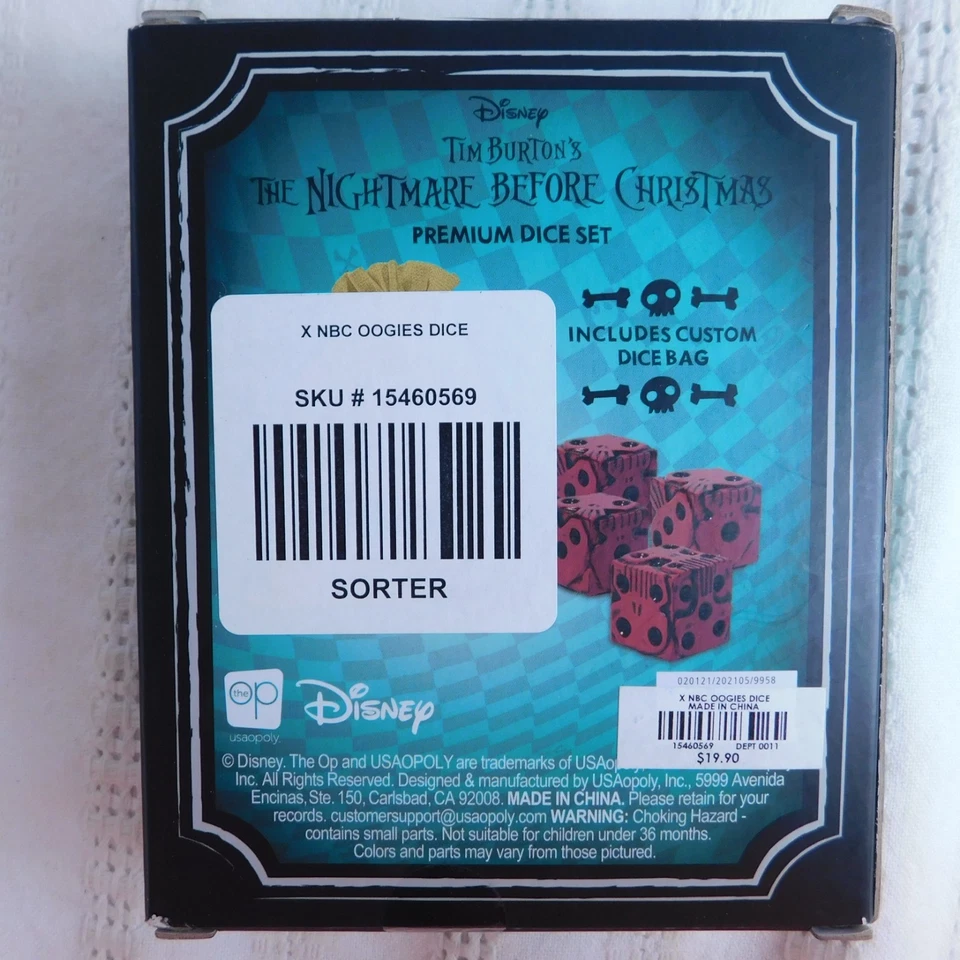 Disney
TIM BURTON'S
THE NIGHTMARE BEFORE CHRISTMAS
PREMIUM DICE SET
INCLUDES CUSTOM
DICE BAG
X NBC OOGIES DICE
SKU # 15460569
SORTER
the op
usaopoly
Disney
020121/202105/9958
X NBC OOGIES DICE
MADE IN CHINA
15460569 DEPT 0011
$19.90
© Disney. The Op and USAOPOLY are trademarks of USAop
Inc. All Rights Reserved. Designed & manufactured by USAopoly, Inc., 5999 Avenida
Encinas, Ste. 150, Carlsbad, CA 92008. MADE IN CHINA. Please retain for your
records. customersupport@usaopoly.com WARNING: Choking Hazard -
contains small parts. Not suitable for children under 36 months.
Colors and parts may vary from those pictured.